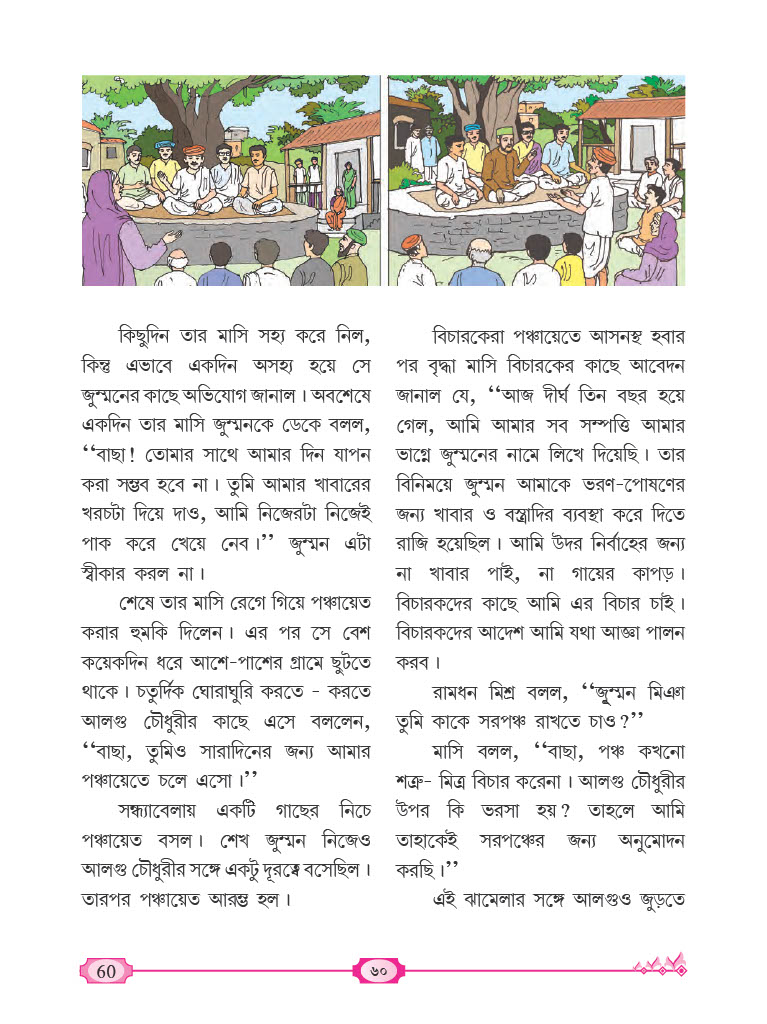 কিছুদিন তার মাসি সহ্য করে নিল,
কিন্তু এভাবে একদিন অসহ্য হয়ে সে
জুম্মনের কাছে অভিযোগ জানাল। অবশেষে
একদিন তার মাসি জুম্মনকে ডেকে বলল,
‘‘বাছা! তোমার সাথে আমার দিন যাপন
করা সম্ভব হবে না। তুমি আমার খাবারের
খরচটা দিয়ে দাও, আমি নিজেরটা নিজেই
পাক করে খেয়ে নেব।’’ জুম্মন এটা
স্বীকার করল না।
শেষে তার মাসি রেগে গিয়ে পঞ্চায়েত
করার হুমকি দিলেন। এর পর সে বেশ
কয়েকদিন ধরে আশে-পাশের গ্রামে ছুটতে
থাকে। চতুর্দিক ঘোরাঘুরি করতে - করতে
আলগু চৌধুরীর কাছে এসে বললেন,
‘‘বাছা, তুমিও সারাদিনের জন্য আমার
পঞ্চায়েতে চলে এসো।’’
সন্ধ্যাবেলায় একটি গাছের নিচে
পঞ্চায়েত বসল। শেখ জুম্মন নিজেও
আলগু চৌধুরীর সঙ্গে একটু দূরত্বে বসেছিল।
তারপর পঞ্চায়েত আরম্ভ হল।
বিচারকেরা পঞ্চায়েতে আসনস্থ হবার
পর বৃদ্ধা মাসি বিচারকের কাছে আবেদন
জানাল যে, ‘‘আজ দীর্ঘ তিন বছর হয়ে
গেল, আমি আমার সব সম্পত্তি আমার
ভাগ্নে জুম্মনের নামে লিখে দিয়েছি। তার
বিনিময়ে জুম্মন আমাকে ভরণ-পোষণের
জন্য খাবার ও বস্ত্রাদির ব্যবস্থা করে দিতে
রাজি হয়েছিল। আমি উদর নির্বাহের জন্য
না খাবার পাই, না গায়ের কাপড়।
বিচারকদের কাছে আমি এর বিচার চাই।
বিচারকদের আদেশ আমি যথা আজ্ঞা পালন
করব।
রামধন মিশ্র বলল, ‘‘জুম্মন মিঞা
তুমি কাকে সরপঞ্চ রাখতে চাও?’’
মাসি বলল, ‘‘বাছা, পঞ্চ কখনো
শত্রু- মিত্র বিচার করেনা। আলগু চৌধুরীর
উপর কি ভরসা হয়? তাহলে আমি
তাহাকেই সরপঞ্চের জন্য অনুমোদন
করছি।’’
এই ঝামেলার সঙ্গে আলগুও জুড়তে
60
৬০